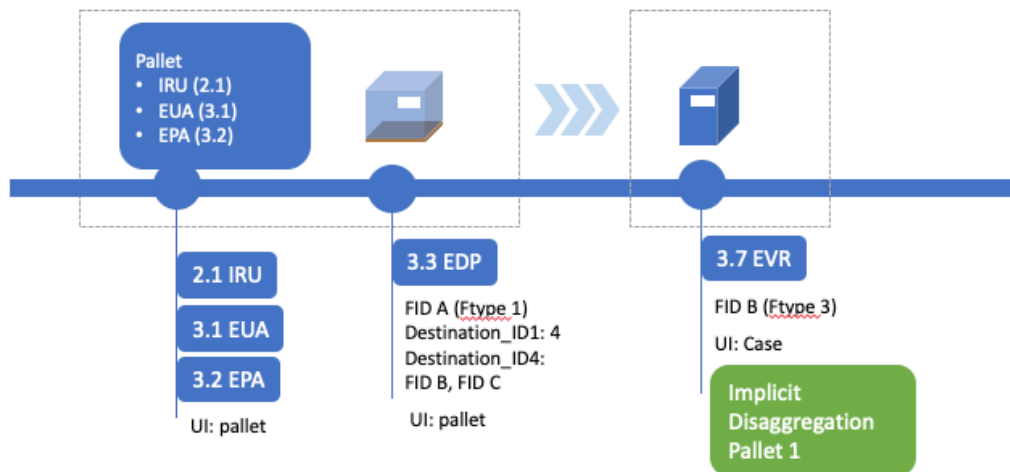 Pallet
• IRU (2.1)
• EUA (3.1)
• EPA (3.2)
2.1 IRU
3.1 EUA
3.2 EPA
UI: pallet
3.3 EDP
FID A (Ftype 1)
Destination_ID1: 4
Destination_ID4:
FID B, FID C
UI: pallet
3.7 EVR
FID B (Ftype 3)
UI: Case
Implicit
Disaggregation
Pallet 1